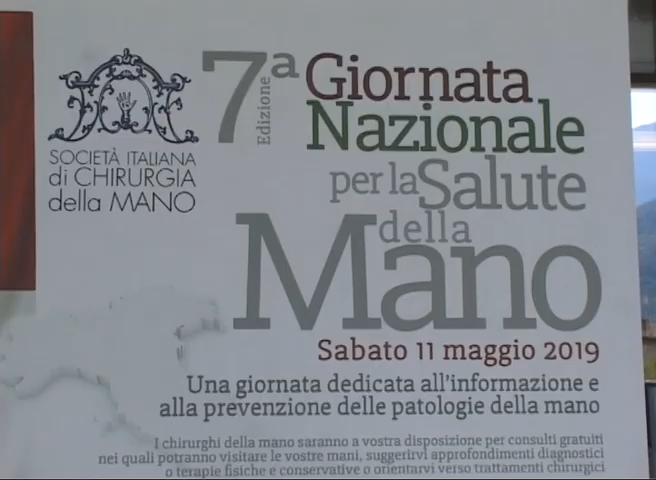 SOCIETÀ ITALIANA
di CHIRURGIA
della MANO
7a
Edizione
Giornata
Nazionale
per la Salute
della
Mano
Sabato 11 maggio 2019
Una giornata dedicata all'informazione e
alla prevenzione delle patologie della mano
I chirurghi della mano saranno a vostra disposizione per consulti gratuiti
nei quali potranno visitare le vostre mani, suggerirvi approfondimenti diagnostici
o terapie fisiche e conservative o orientarvi verso trattamenti chirurgici